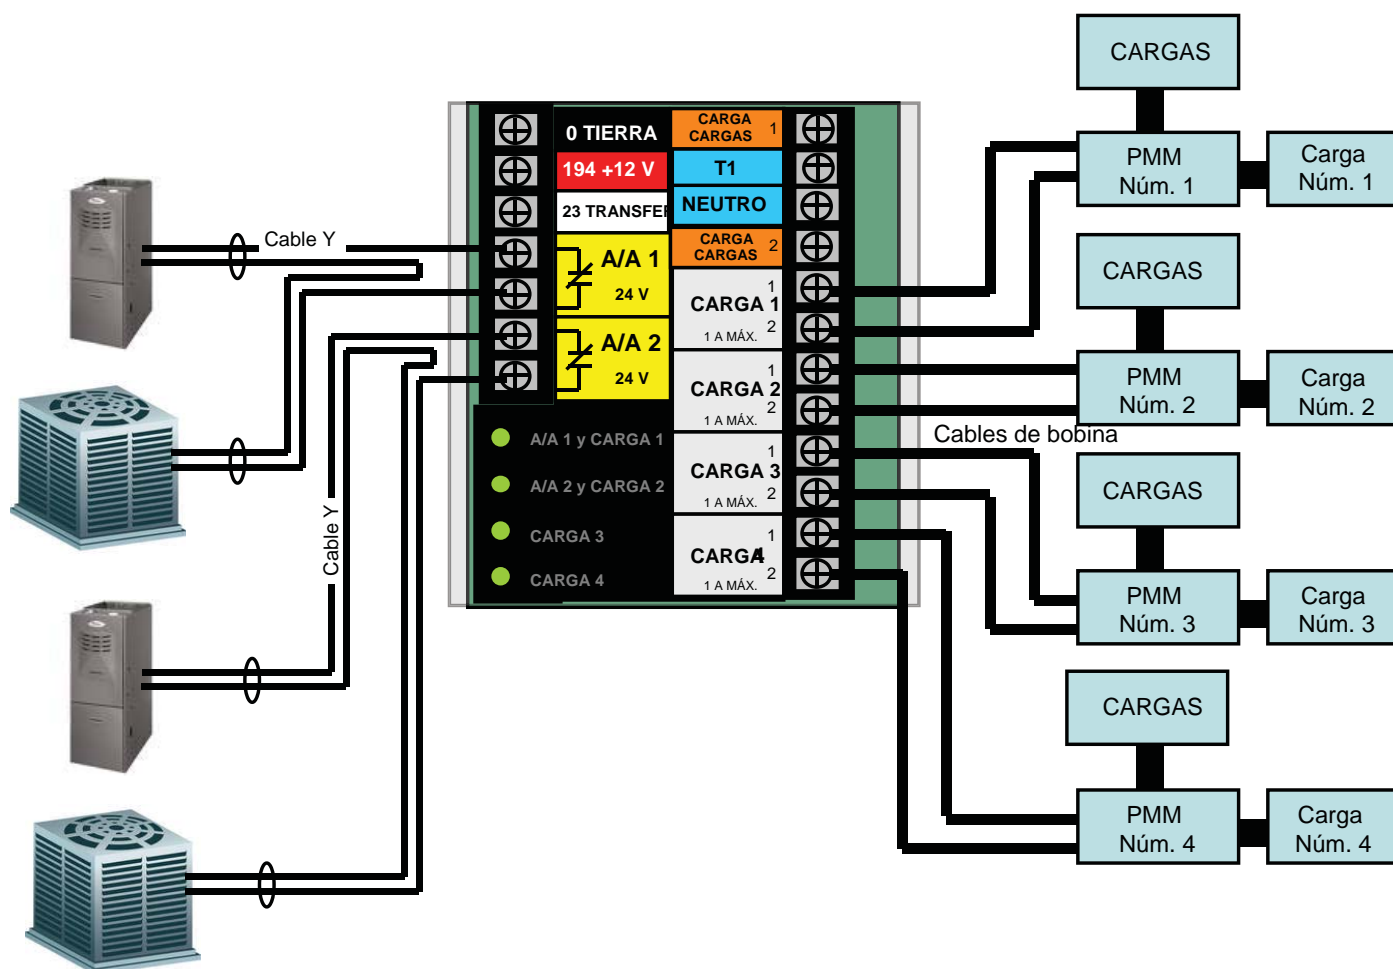 CARGAS
PMM
Núm. 1
Carga
Núm. 1
CARGAS
PMM
Núm. 2
Carga
Núm. 2
Cables de bobina
CARGAS
PMM
Núm. 3
Carga
Núm. 3
CARGAS
PMM
Núm. 4
Carga
Núm. 4
Cable Y
Cable Y
0 TIERRA
194 +12 V
23 TRANSFER
A/A 1
24 V
A/A 2
24 V
A/A 1 y CARGA 1
A/A 2 y CARGA 2
CARGA 3
CARGA 4
CARGA
CARGAS 1
T1
NEUTRO
CARGA
CARGAS 2
1
CARGA 1
2
1 A MÁX.
1
CARGA 2
2
1 A MÁX.
1
CARGA 3
2
1 A MÁX.
1
CARGA 4
2
1 A MÁX.